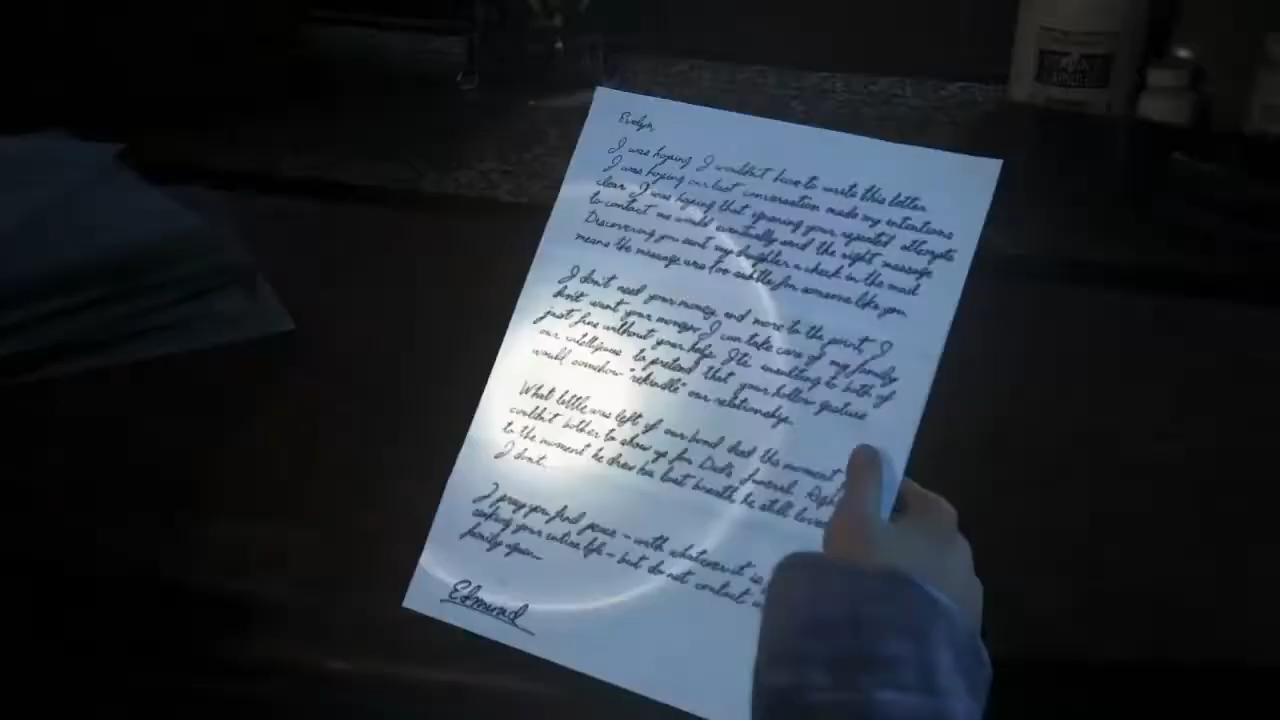 Evelyn,
I was hoping I wouldn't have to write this letter.
I was hoping our last conversation made my intentions
clear. I was hoping that ignoring your repeated attempts
to contact me would eventually send the right message.
Discovering you sent my daughter a check in the mail
means the message was too subtle for someone like you.
I don't need your money, and more to the point, I
don't want your money. I can take care of my family
just fine without your help. It's insulting to both of
our intelligences to pretend that your hollow gesture
would somehow "rekindle" our relationship.
What little was left of our bond died the moment
couldn't bother to show up for Dad's funeral. Righ
to the moment he drew his last breath, he still love
I don't.
I pray you find peace - with whatever it is
your entire life - but do not contact
family again.
Edmund